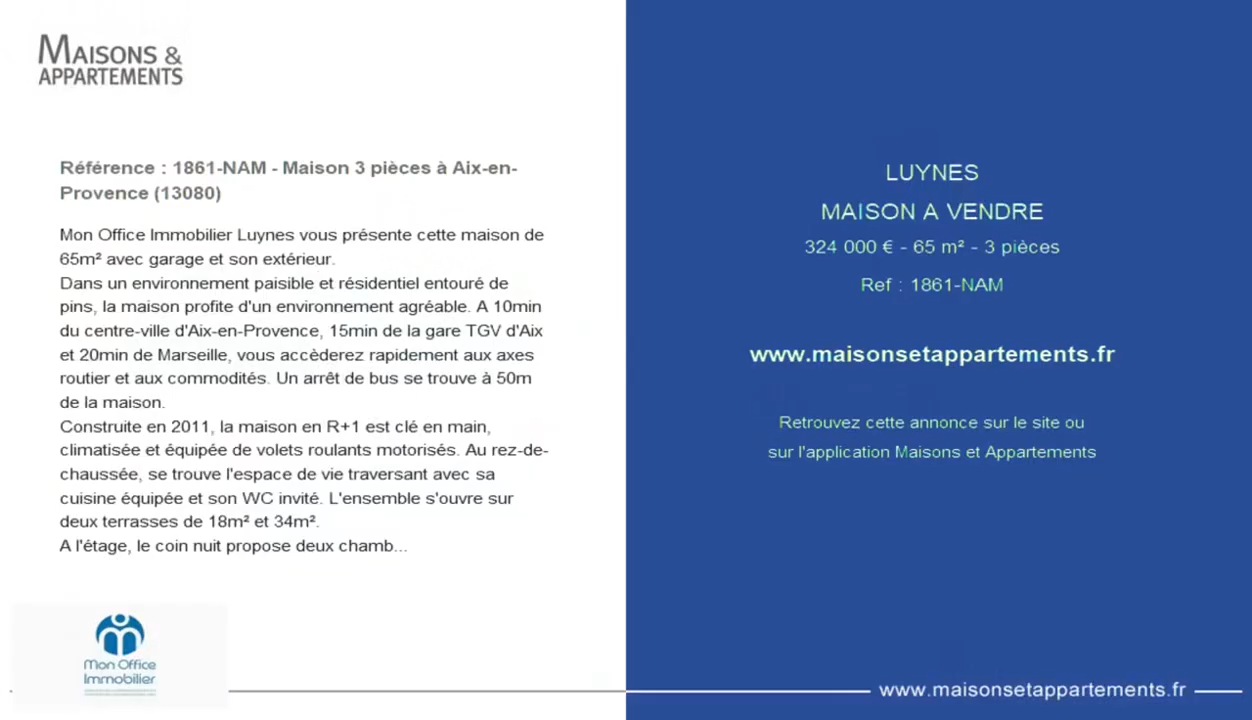 MAISONS &
APPARTEMENTS
Référence : 1861-NAM - Maison 3 pièces à Aix-en-
Provence (13080)
Mon Office Immobilier Luynes vous présente cette maison de
65m² avec garage et son extérieur.
Dans un environnement paisible et résidentiel entouré de
pins, la maison profite d'un environnement agréable. A 10min
du centre-ville d'Aix-en-Provence, 15min de la gare TGV d'Aix
et 20min de Marseille, vous accèderez rapidement aux axes
routier et aux commodités. Un arrêt de bus se trouve à 50m
de la maison.
Construite en 2011, la maison en R+1 est clé en main,
climatisée et équipée de volets roulants motorisés. Au rez-de-
chaussée, se trouve l'espace de vie traversant avec sa
cuisine équipée et son WC invité. L'ensemble s'ouvre sur
deux terrasses de 18m² et 34m².
A l'étage, le coin nuit propose deux chamb...
Mon Office
Immobilier
LUYNES
MAISON A VENDRE
324 000 € - 65 m² - 3 pièces
Ref : 1861-NAM
www.maisonsetappartements.fr
Retrouvez cette annonce sur le site ou
sur l'application Maisons et Appartements
www.maisonsetappartements.fr